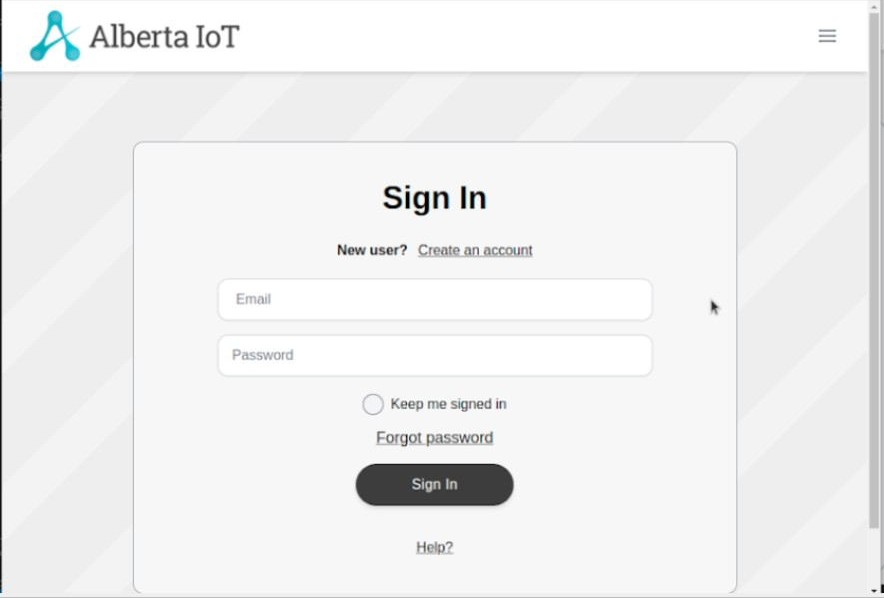 Alberta IoT
Sign In
New user? Create an account
Email
Password
Keep me signed in
Forgot password
Sign In
Help?